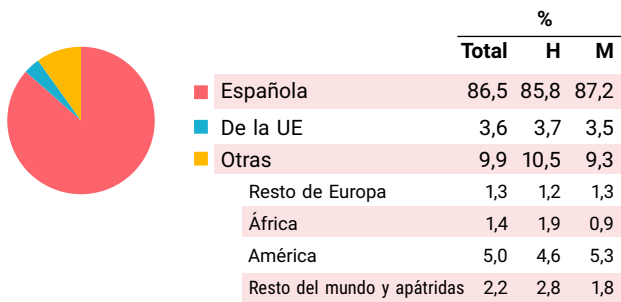 %
Total H M
Española 86,5 85,8 87,2
De la UE 3,6 3,7 3,5
Otras 9,9 10,5 9,3
Resto de Europa 1,3 1,2 1,3
África 1,4 1,9 0,9
América 5,0 4,6 5,3
Resto del mundo y apátridas 2,2 2,8 1,8